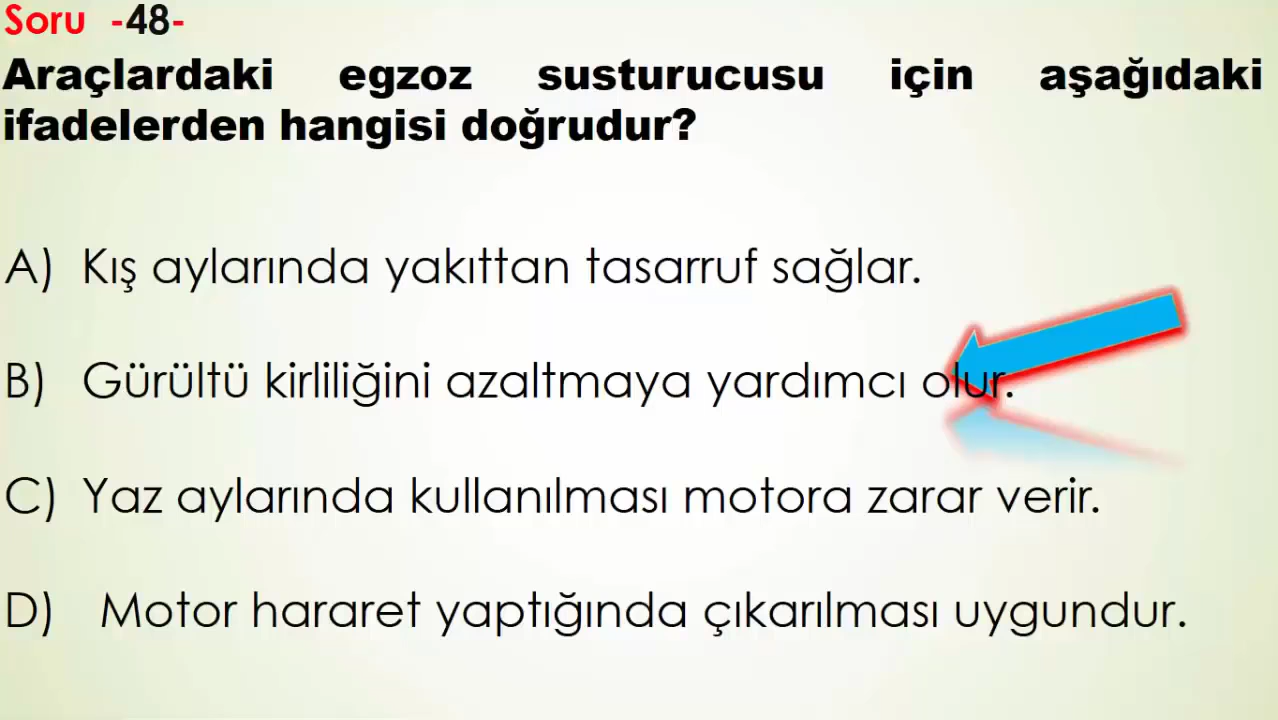 Soru -48-
Araçlardaki egzoz susturucusu için aşağıdaki
ifadelerden hangisi doğrudur?
A) Kış aylarında yakıttan tasarruf sağlar.
B) Gürültü kirliliğini azaltmaya yardımcı olur.
C) Yaz aylarında kullanılması motora zarar verir.
D) Motor hararet yaptığında çıkarılması uygundur.